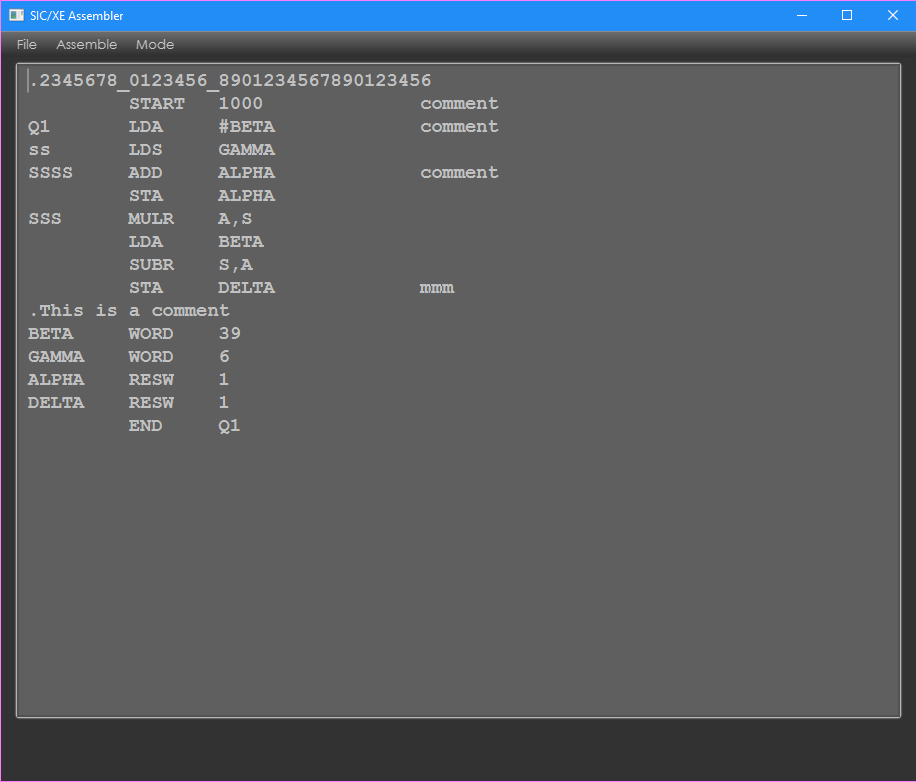 SIC/XE Assembler
File Assemble Mode
.2345678_0123456_8901234567890123456
         START   1000              comment
Q1       LDA     #BETA             comment
ss       LDS     GAMMA
SSSS     ADD     ALPHA             comment
         STA     ALPHA
SSS      MULR    A,S
         LDA     BETA
         SUBR    S,A
         STA     DELTA             mmm
.This is a comment
BETA     WORD    39
GAMMA    WORD    6
ALPHA    RESW    1
DELTA    RESW    1
         END     Q1